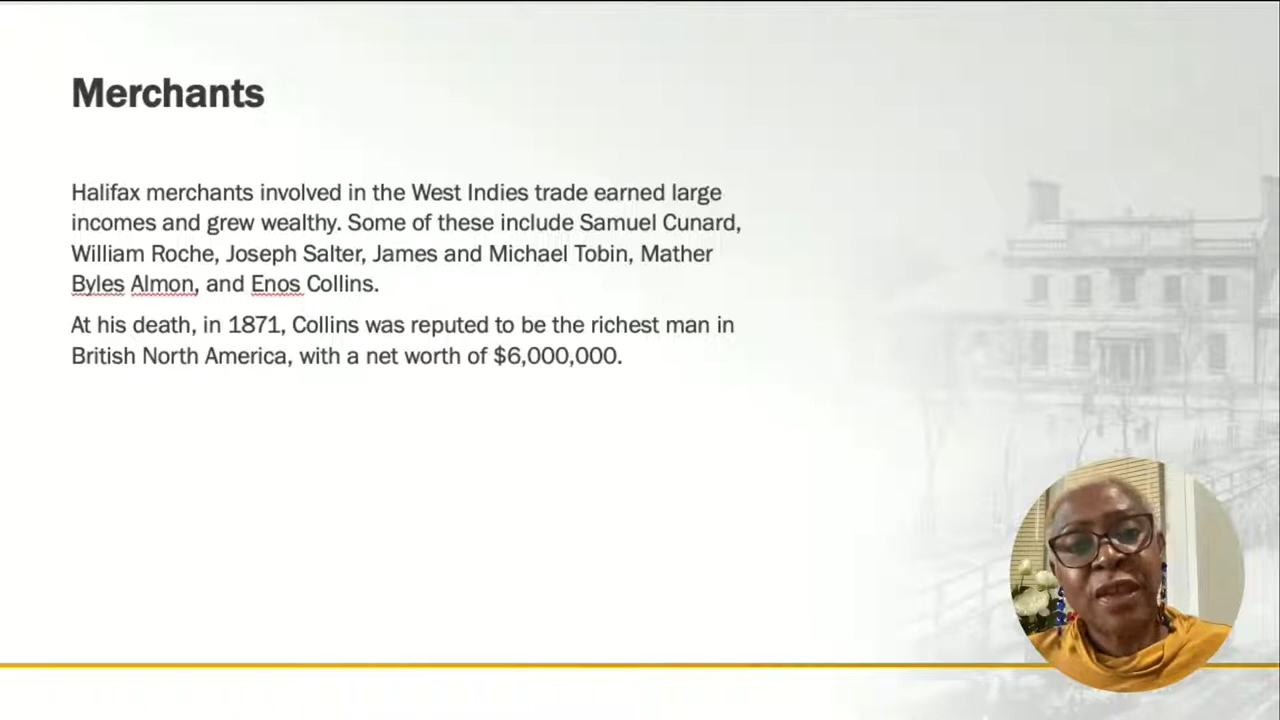 Merchants
Halifax merchants involved in the West Indies trade earned large
incomes and grew wealthy. Some of these include Samuel Cunard,
William Roche, Joseph Salter, James and Michael Tobin, Mather
Byles Almon, and Enos Collins.
At his death, in 1871, Collins was reputed to be the richest man in
British North America, with a net worth of $6,000,000.